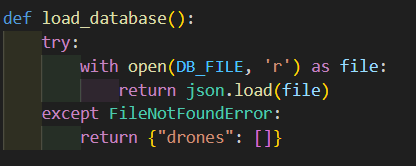 def load_database():
    try:
        with open(DB_FILE, 'r') as file:
            return json.load(file)
    except FileNotFoundError:
        return {"drones": []}